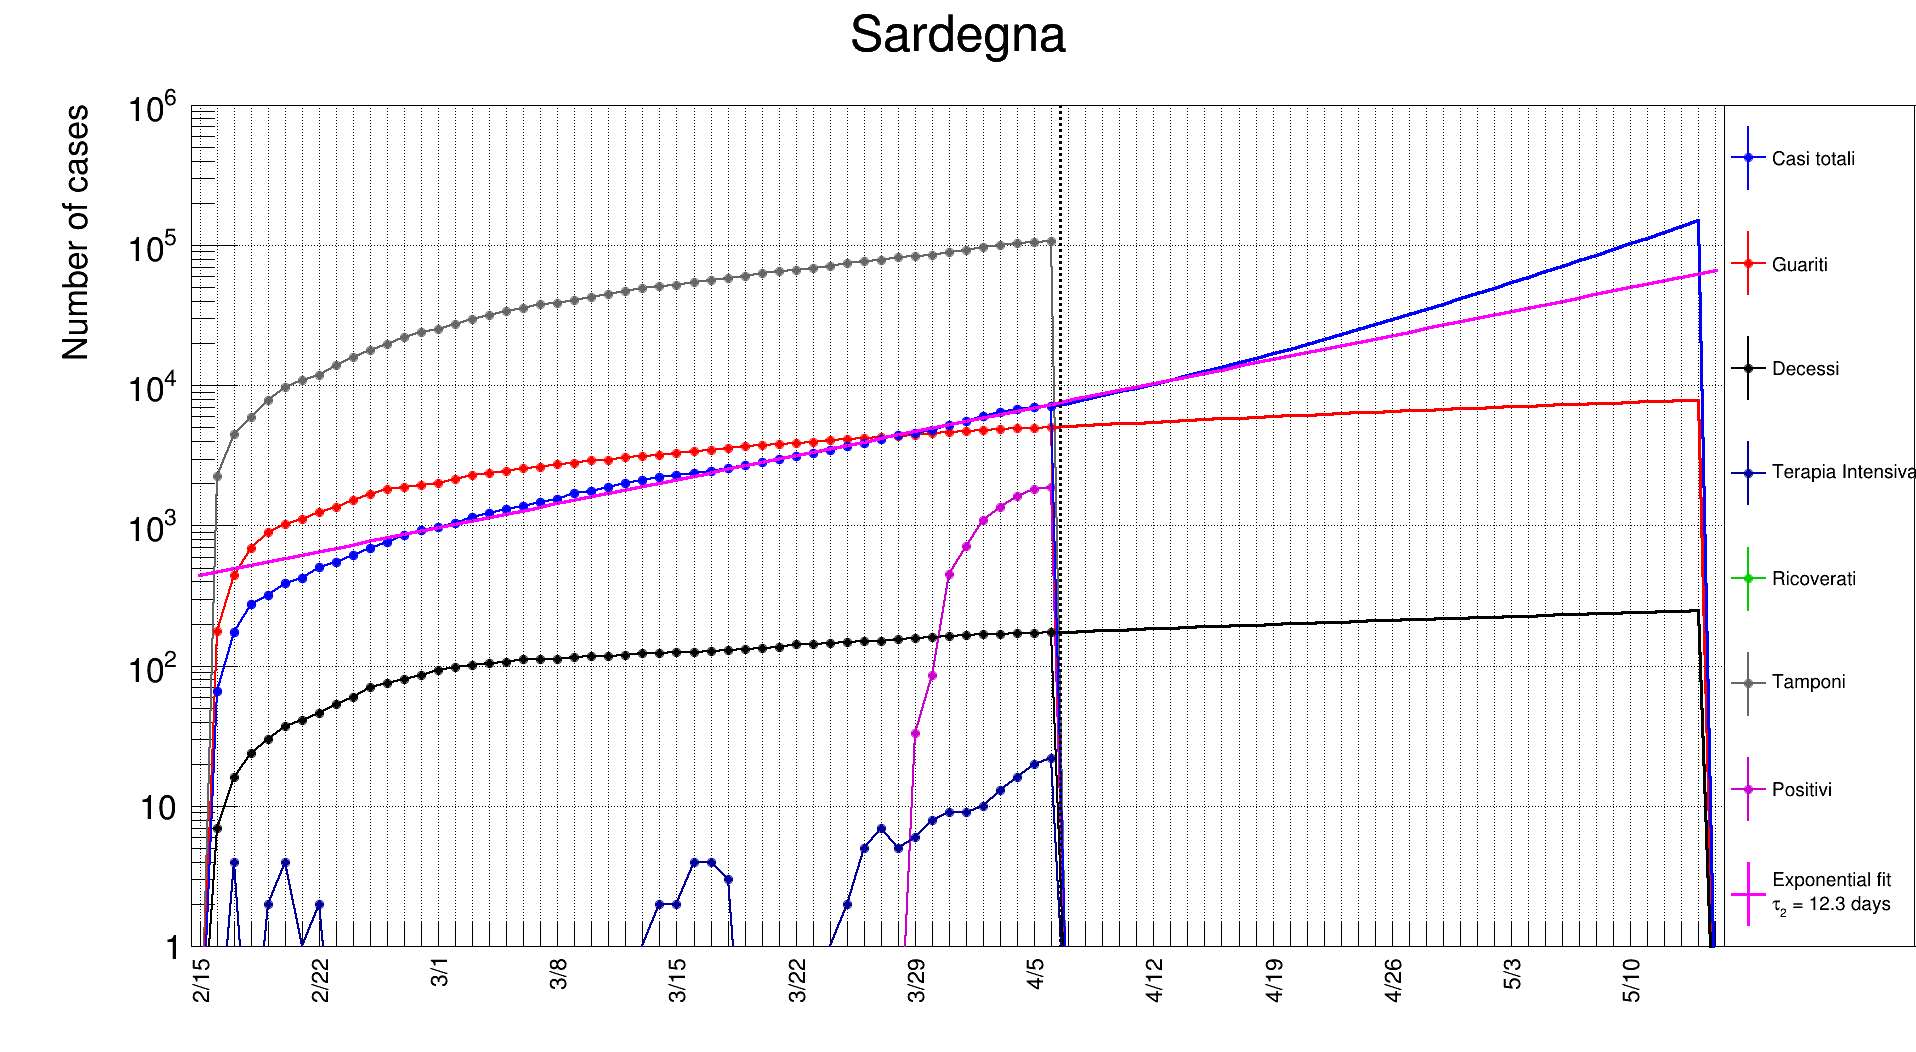 Sardegna
Number of cases
10^6
10^5
10^4
10^3
10^2
10
1
2/15 2/22 3/1 3/8 3/15 3/22 3/29 4/5 4/12 4/19 4/26 5/3 5/10
Casi totali
Guariti
Decessi
Terapia Intensiva
Ricoverati
Tamponi
Positivi
Exponential fit
τ_2 = 12.3 days